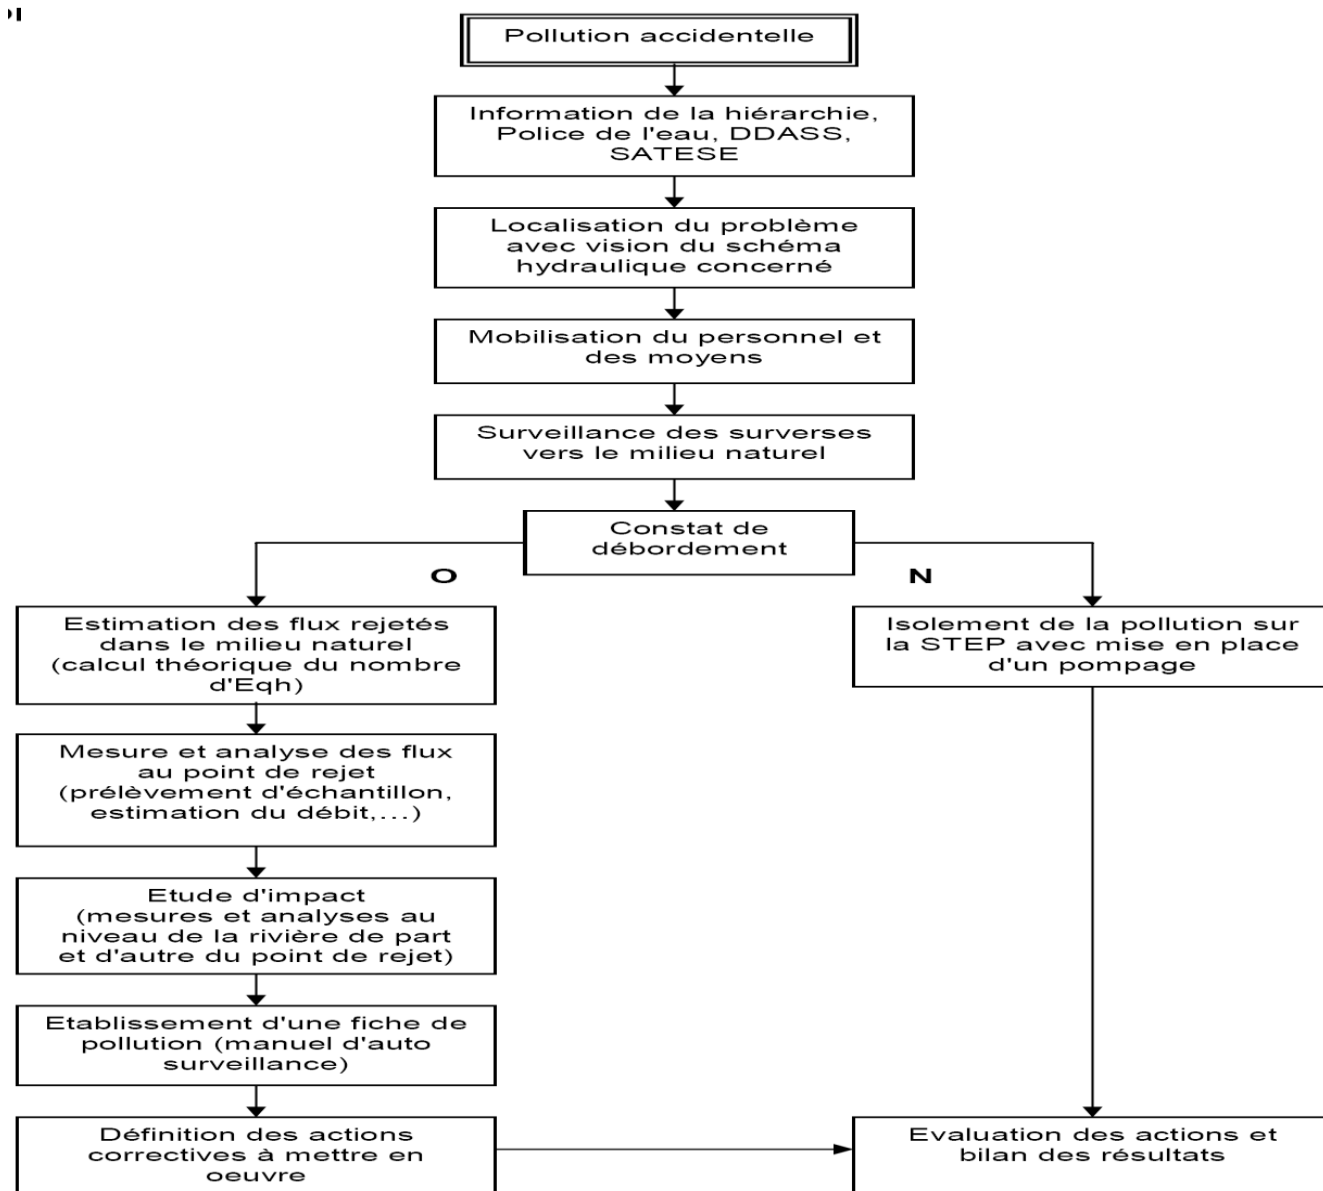 Pollution accidentelle
Information de la hiérarchie,
Police de l'eau, DDASS,
SATESE
Localisation du problème
avec vision du schéma
hydraulique concerné
Mobilisation du personnel et
des moyens
Surveillance des surverses
vers le milieu naturel
Constat de
débordement
O
N
Estimation des flux rejetés
dans le milieu naturel
(calcul théorique du nombre
d'Eqh)
Isolement de la pollution sur
la STEP avec mise en place
d'un pompage
Mesure et analyse des flux
au point de rejet
(prélèvement d'échantillon,
estimation du débit,...)
Etude d'impact
(mesures et analyses au
niveau de la rivière de part
et d'autre du point de rejet)
Etablissement d'une fiche de
pollution (manuel d'auto
surveillance)
Définition des actions
correctives à mettre en
oeuvre
Evaluation des actions et
bilan des résultats